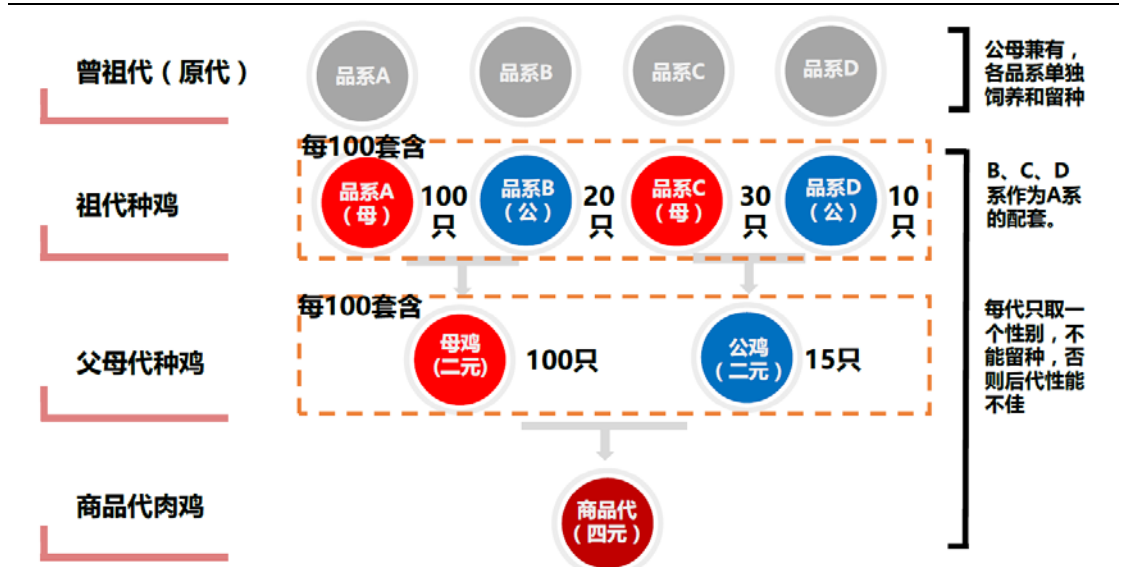 曾祖代（原代）
品系A
品系B
品系C
品系D
公母兼有，
各品系单独
饲养和留种
每100套含
祖代种鸡
品系A
（母）
100
只
品系B
（公）
20
只
品系C
（母）
30
只
品系D
（公）
10
只
B、C、D
系作为A系
的配套。
每100套含
父母代种鸡
母鸡
(二元)
100只
公鸡
（二元）
15只
每代只取一
个性别，不
能留种，否
则后代性能
不佳
商品代肉鸡
商品代
（四元）